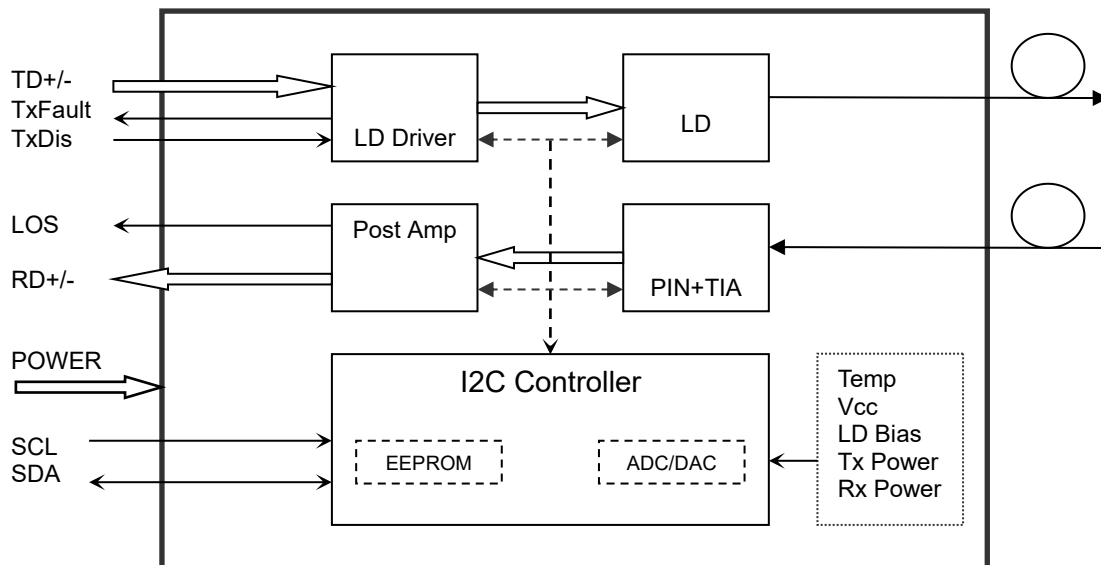 TD+/-
TxFault
TxDis
LD Driver
LD
LOS
RD+/-
Post Amp
PIN+TIA
POWER
SCL
SDA
I2C Controller
EEPROM
ADC/DAC
Temp
Vcc
LD Bias
Tx Power
Rx Power